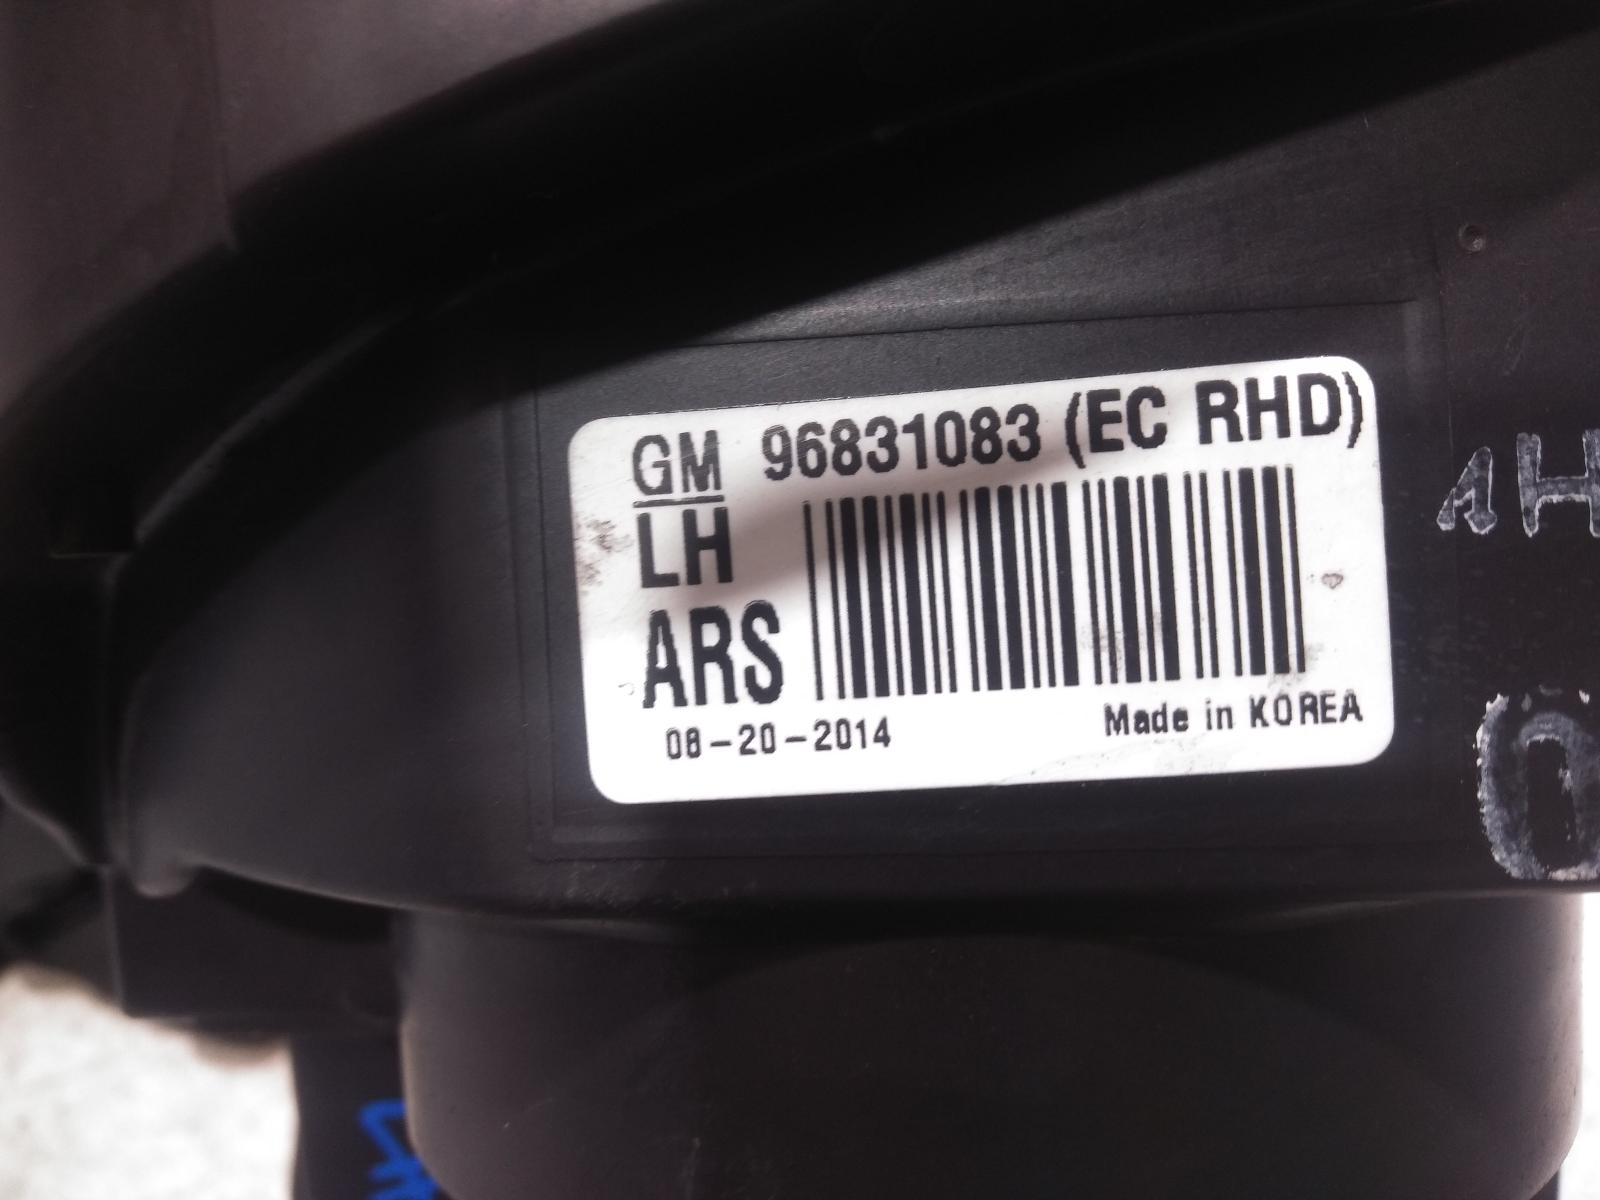 GM 96831083 (EC RHD)
LH
ARS
08-20-2014 Made in KOREA